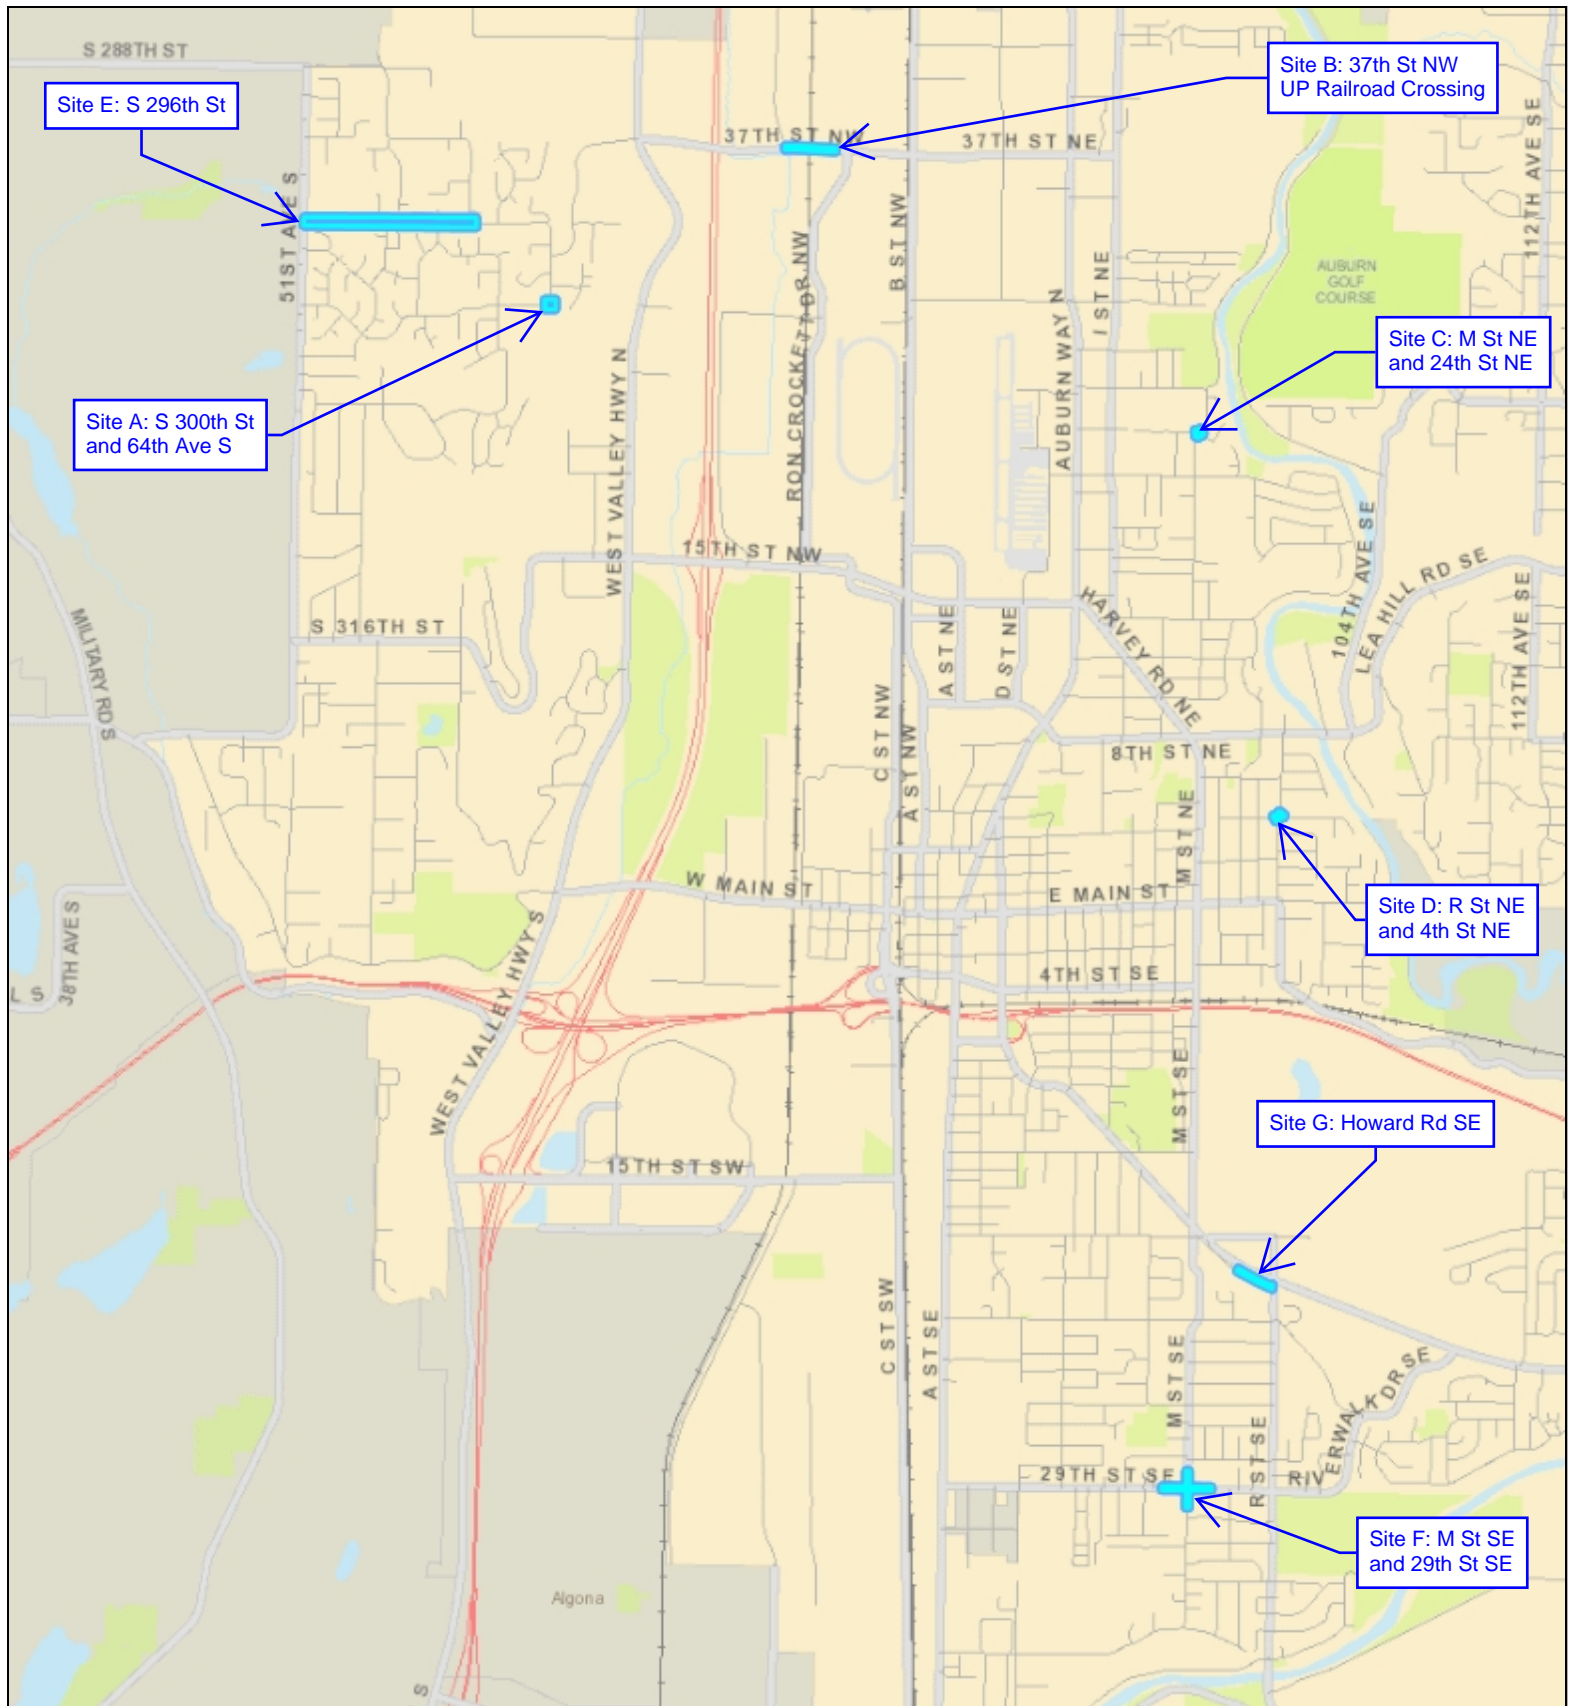 S 288TH ST
Site B: 37th St NW
UP Railroad Crossing
Site E: S 296th St
37TH ST NW
37TH ST NE
112TH AVE SE
112TH AVE SE
51ST A E S
B ST NW
RON CROCKETT DR NW
I ST NE
AUBURN
GOLF
COURSE
AUBURN WAY N
WEST VALLEY HWY N
Site C: M St NE
and 24th St NE
Site A: S 300th St
and 64th Ave S
15TH ST NW
104TH AVE SE
LEA HILL RD SE
HARVEY RD NE
S 316TH ST
MILITARY RD S
A ST NE
D ST NE
C ST NW
A ST NW
8TH ST NE
M ST NE
W MAIN ST
E MAIN ST
Site D: R St NE
and 4th St NE
38TH AVE S
L S
WEST VALLEY HWY S
4TH ST SE
M ST SE
Site G: Howard Rd SE
15TH ST SW
C ST SW
A ST SE
M ST SE
R ST SE
29TH ST SE
RIV
ERWALK DR SE
Site F: M St SE
and 29th St SE
Algona
S